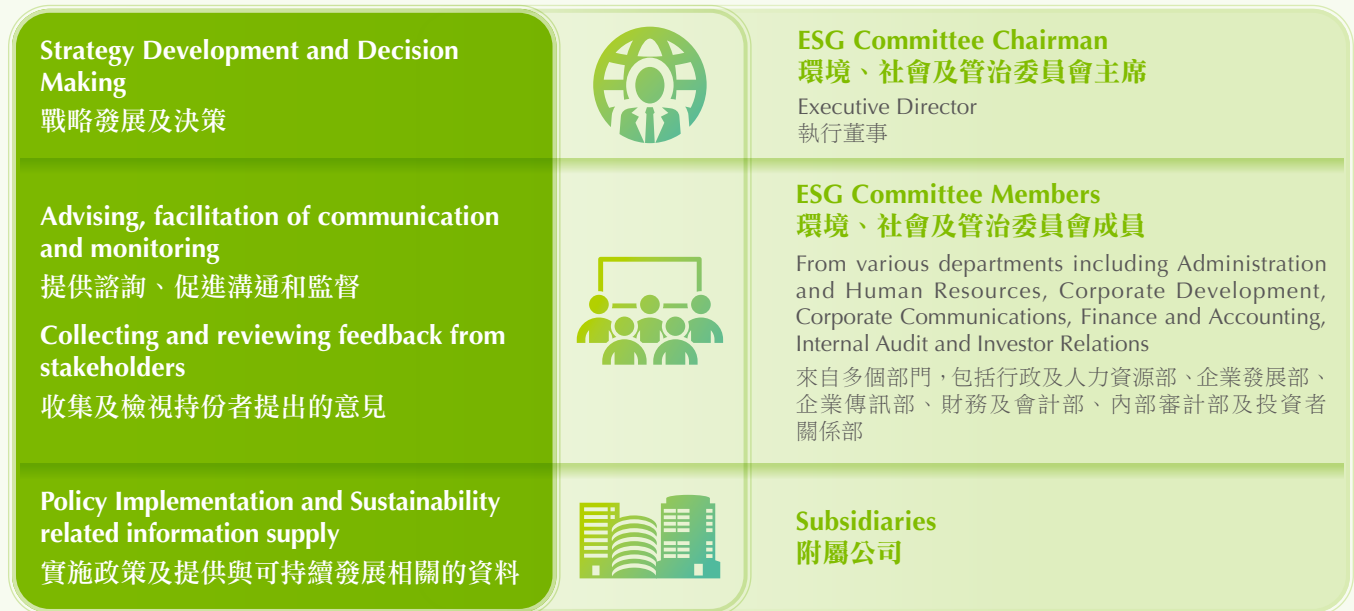 Strategy Development and Decision
Making
戰略發展及決策
ESG Committee Chairman
環境、社會及管治委員會主席
Executive Director
執行董事
Advising, facilitation of communication
and monitoring
提供諮詢、促進溝通和監督
Collecting and reviewing feedback from
stakeholders
收集及檢視持份者提出的意見
ESG Committee Members
環境、社會及管治委員會成員
From various departments including Administration
and Human Resources, Corporate Development,
Corporate Communications, Finance and Accounting,
Internal Audit and Investor Relations
來自多個部門，包括行政及人力資源部、企業發展部、
企業傳訊部、財務及會計部、內部審計部及投資者
關係部
Policy Implementation and Sustainability
related information supply
實施政策及提供與可持續發展相關的資料
Subsidiaries
附屬公司